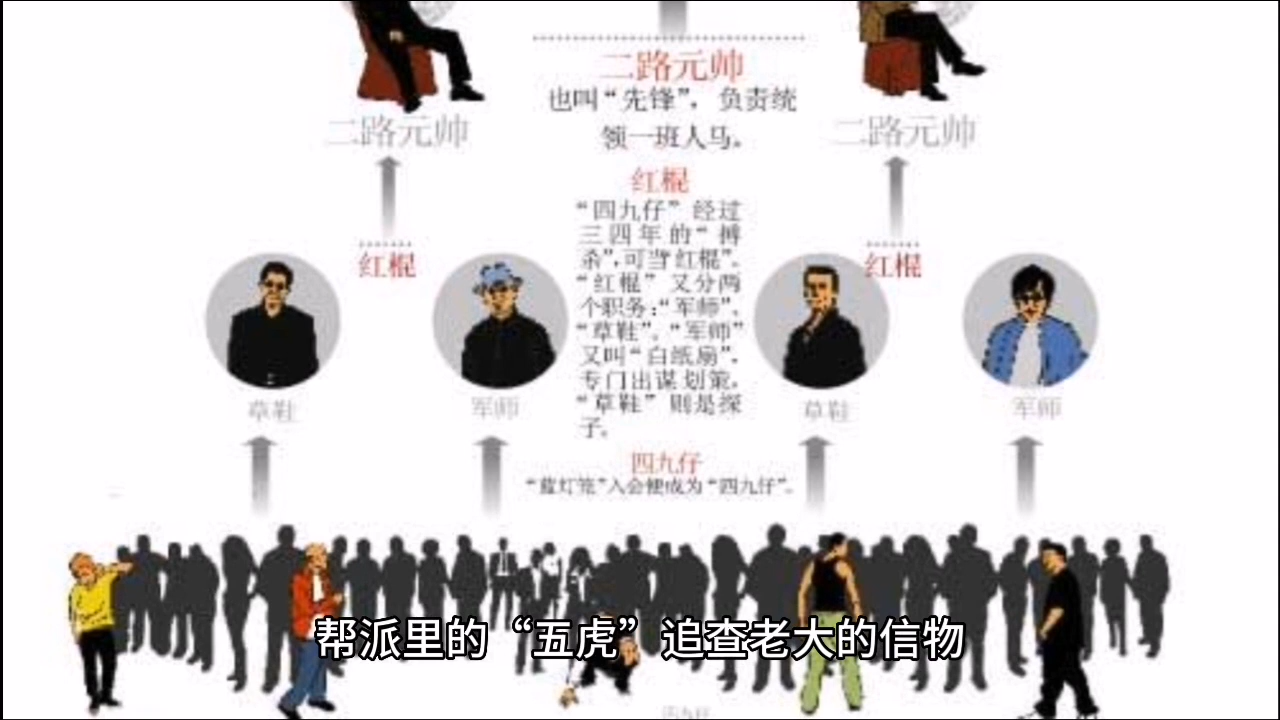 二路元帅
也叫“先锋”，负责统
领一班人马。
二路元帅
二路元帅
红棍
“四九仔”经过
三四年的“搏
杀”，可当“红棍”。
“红棍”又分两
个职务：“军师”、
“草鞋”。“军师”
又叫“白纸扇”，
专门出谋划策，
“草鞋”则是探
子。
红棍
红棍
草鞋
军师
草鞋
军师
四九仔
“蓝灯笼”入会便成为“四九仔”。
帮派里的“五虎”追查老大的信物
四九仔